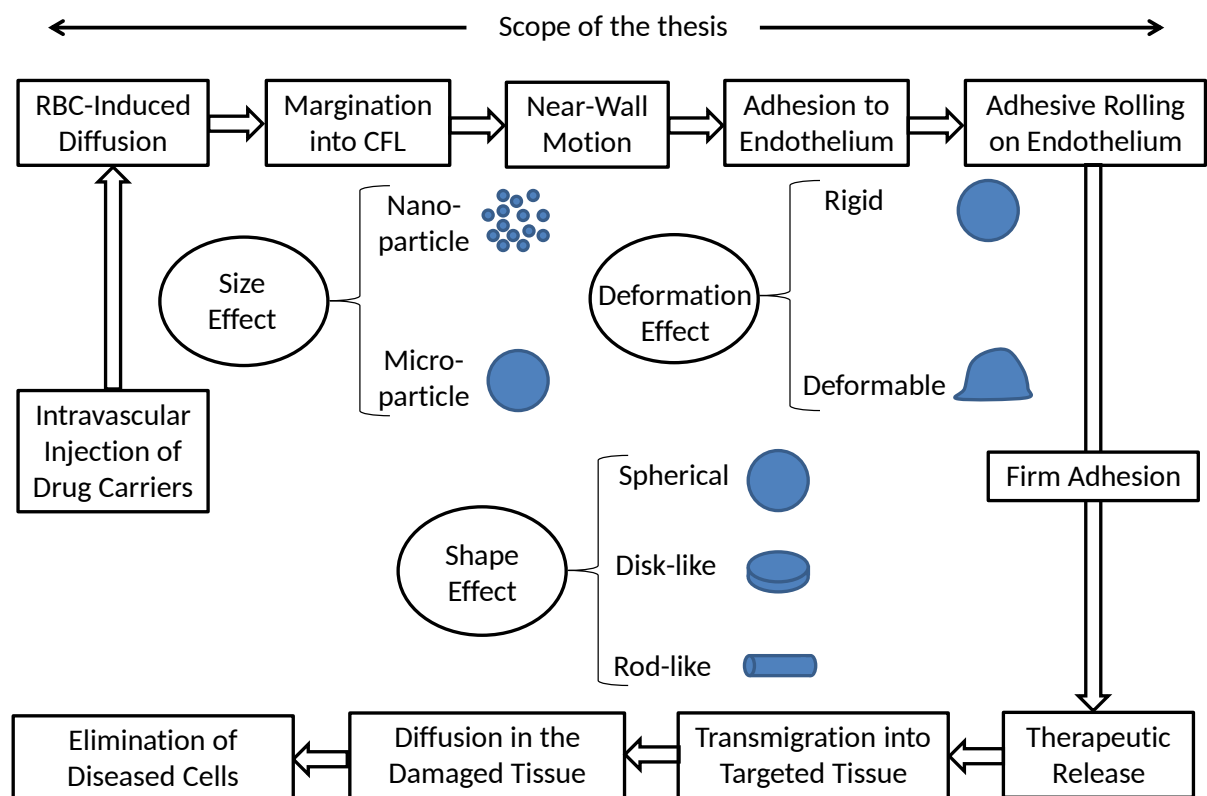 Scope of the thesis
RBC-Induced
Diffusion
Margination
into CFL
Near-Wall
Motion
Adhesion to
Endothelium
Adhesive Rolling
on Endothelium
Size
Effect
Nano-
particle
Micro-
particle
Deformation
Effect
Rigid
Deformable
Intravascular
Injection of
Drug Carriers
Shape
Effect
Spherical
Disk-like
Rod-like
Firm Adhesion
Therapeutic
Release
Transmigration into
Targeted Tissue
Diffusion in the
Damaged Tissue
Elimination of
Diseased Cells